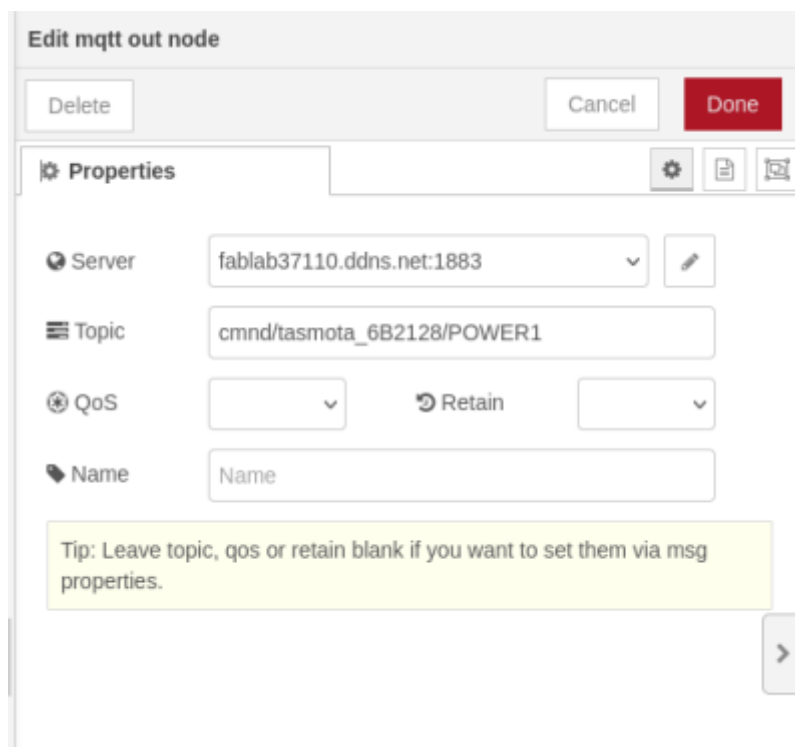 Edit mqtt out node
Delete
Cancel
Done
Properties
Server
fablab37110.ddns.net:1883
Topic
cmnd/tasmota_6B2128/POWER1
QoS
Retain
Name
Name
Tip: Leave topic, qos or retain blank if you want to set them via msg
properties.